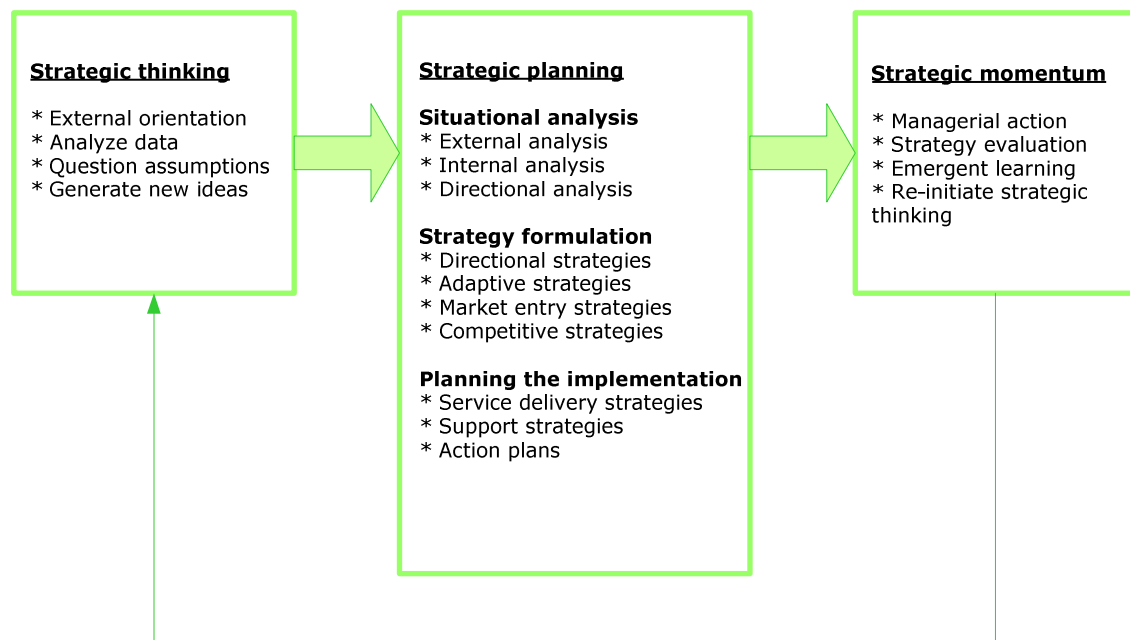 Strategic thinking
* External orientation
* Analyze data
* Question assumptions
* Generate new ideas
Strategic planning
Situational analysis
* External analysis
* Internal analysis
* Directional analysis
Strategy formulation
* Directional strategies
* Adaptive strategies
* Market entry strategies
* Competitive strategies
Planning the implementation
* Service delivery strategies
* Support strategies
* Action plans
Strategic momentum
* Managerial action
* Strategy evaluation
* Emergent learning
* Re-initiate strategic
thinking